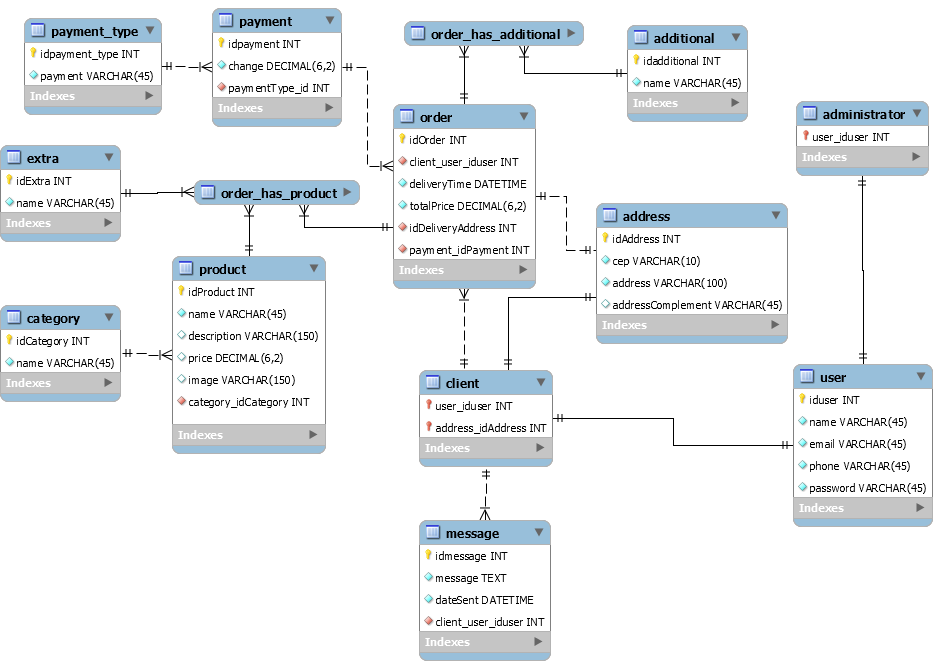 payment_type
idpayment_type INT
payment VARCHAR(45)
Indexes
payment
idpayment INT
change DECIMAL(6,2)
paymentType_id INT
Indexes
order_has_additional
additional
idadditional INT
name VARCHAR(45)
Indexes
order
idOrder INT
client_user_iduser INT
deliveryTime DATETIME
totalPrice DECIMAL(6,2)
idDeliveryAddress INT
payment_idPayment INT
Indexes
administrator
user_iduser INT
Indexes
extra
idExtra INT
name VARCHAR(45)
Indexes
order_has_product
address
idAddress INT
cep VARCHAR(10)
address VARCHAR(100)
addressComplement VARCHAR(45)
Indexes
product
idProduct INT
name VARCHAR(45)
description VARCHAR(150)
price DECIMAL(6,2)
image VARCHAR(150)
category_idCategory INT
Indexes
category
idCategory INT
name VARCHAR(45)
Indexes
client
user_iduser INT
address_idAddress INT
Indexes
user
iduser INT
name VARCHAR(45)
email VARCHAR(45)
phone VARCHAR(45)
password VARCHAR(45)
Indexes
message
idmessage INT
message TEXT
dateSent DATETIME
client_user_iduser INT
Indexes